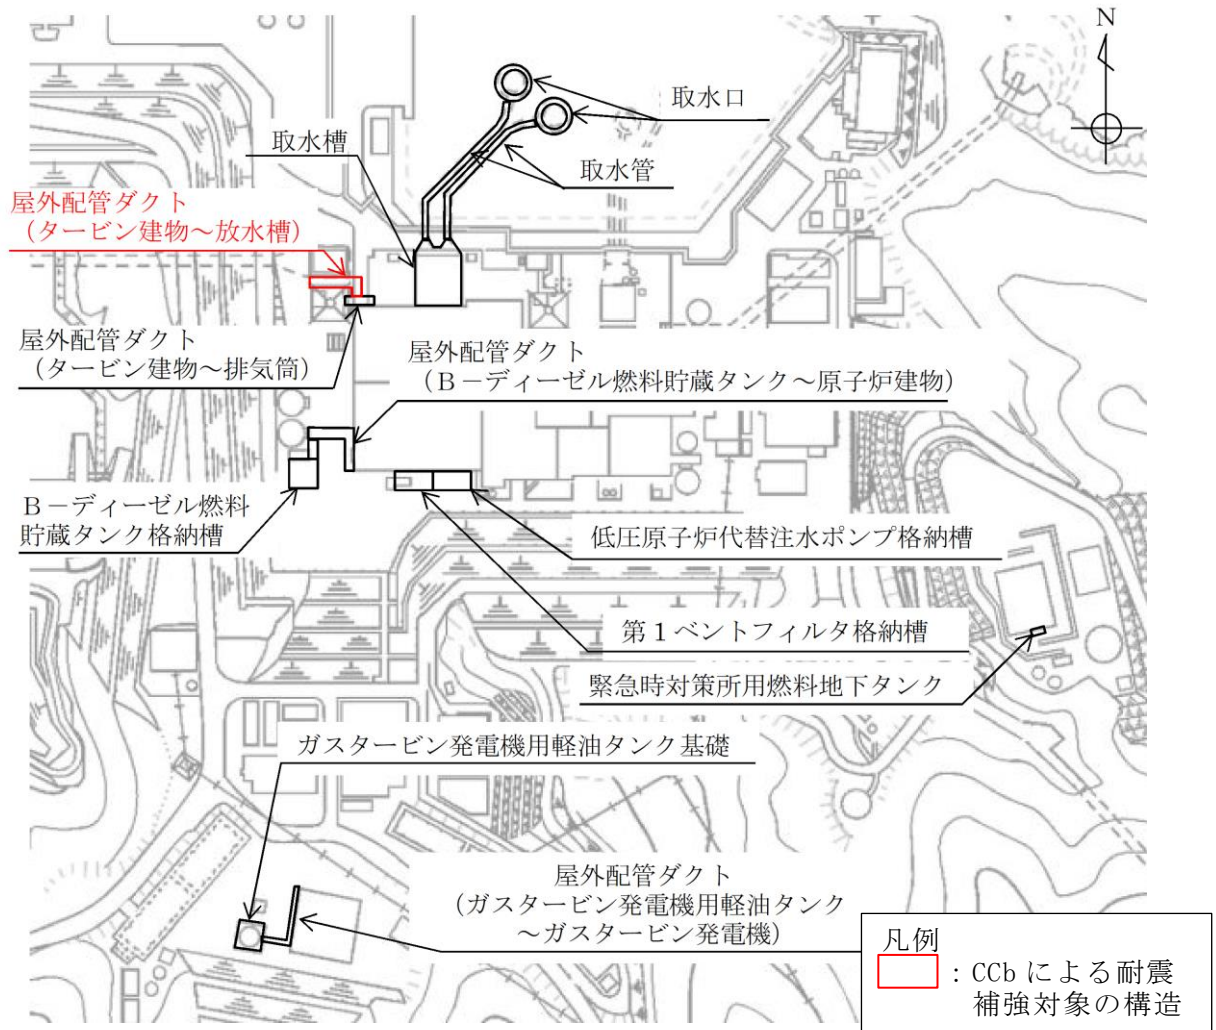 N
取水口
取水槽
取水管
屋外配管ダクト
（タービン建物～放水槽）
屋外配管ダクト
（タービン建物～排気筒）
屋外配管ダクト
（Ｂ－ディーゼル燃料貯蔵タンク～原子炉建物）
Ｂ－ディーゼル燃料
貯蔵タンク格納槽
低圧原子炉代替注水ポンプ格納槽
第１ベントフィルタ格納槽
緊急時対策所用燃料地下タンク
ガスタービン発電機用軽油タンク基礎
屋外配管ダクト
（ガスタービン発電機用軽油タンク
～ガスタービン発電機）
凡例
：CCbによる耐震
補強対象の構造